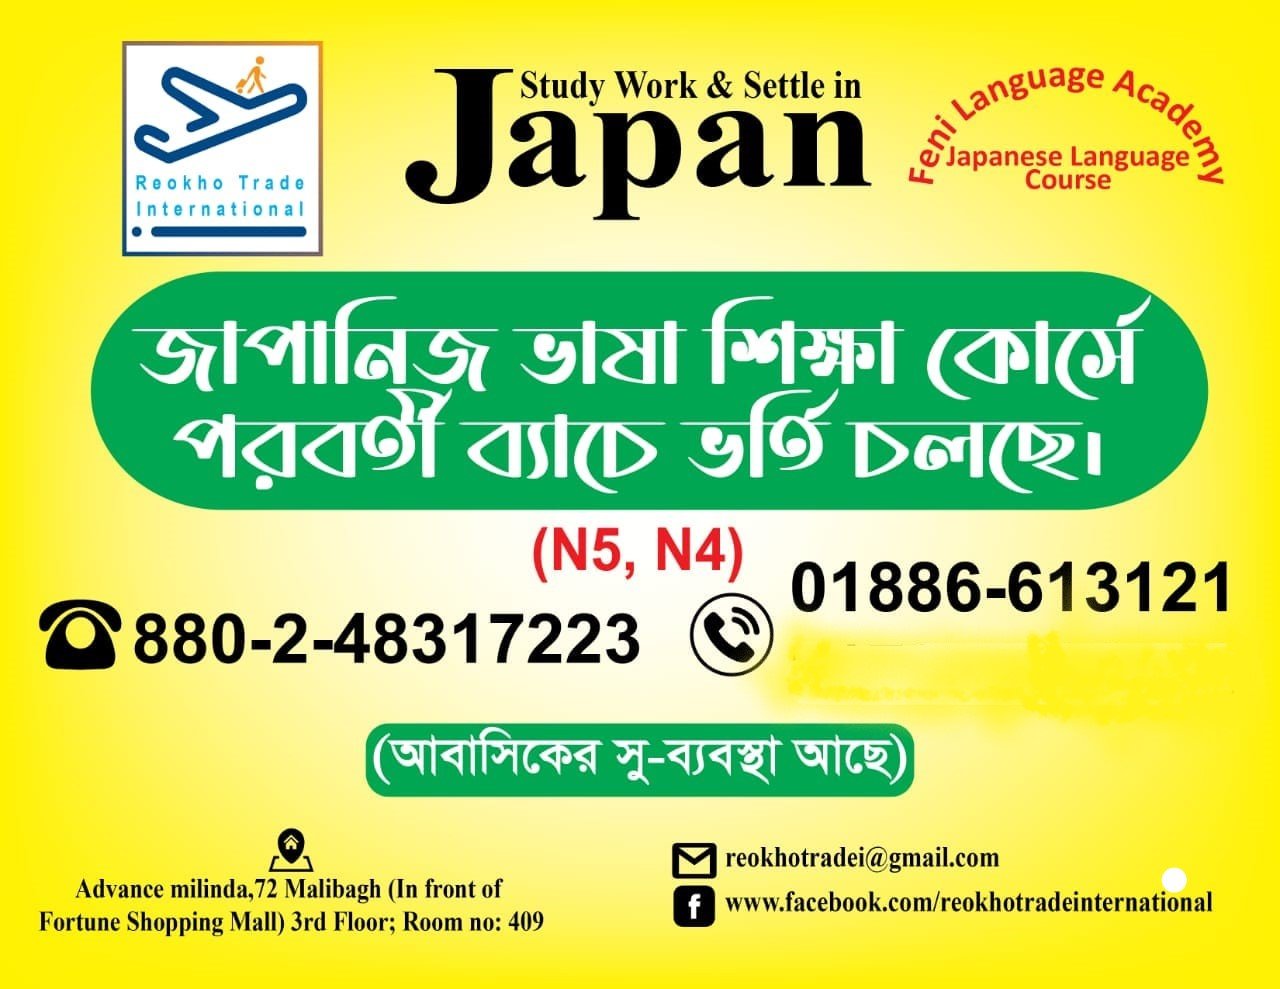 Reokho Trade
International
Study Work & Settle in
Japan
Feni Language Academy
Japanese Language
Course
জাপানিজ ভাষা শিক্ষা কোর্সে
পরবর্তী ব্যাচে ভর্তি চলছে।
(N5, N4)
880-2-48317223
01886-613121
(আবাসিকের সু-ব্যবস্থা আছে)
Advance milinda,72 Malibagh (In front of
Fortune Shopping Mall) 3rd Floor; Room no: 409
reokhotradei@gmail.com
www.facebook.com/reokhotradeinternational